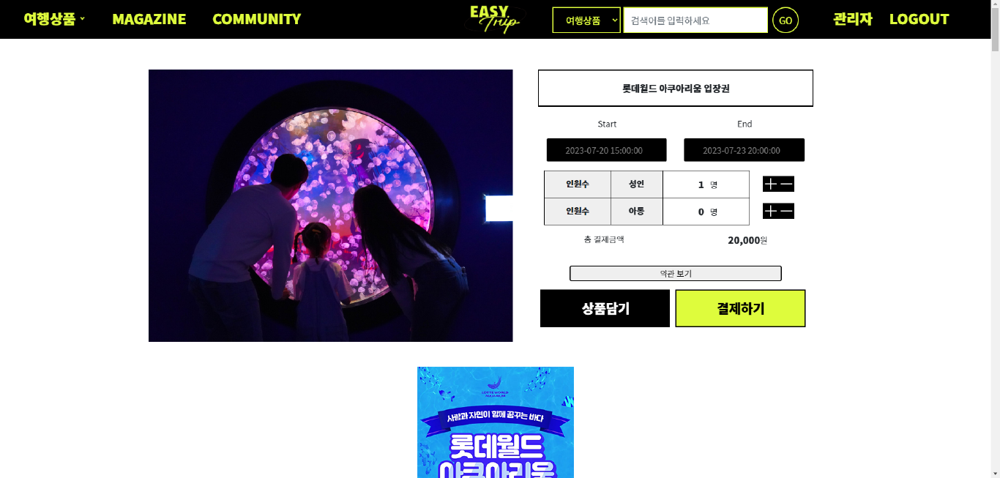 여행상품
MAGAZINE
COMMUNITY
EASY
Trip
여행상품
검색어를 입력하세요
GO
관리자
LOGOUT
롯데월드 아쿠아리움 입장권
Start
End
2023-07-20 15:00:00
2023-07-23 20:00:00
인원수 성인 1 명
인원수 아동 0 명
총 결제금액 20,000원
약관 보기
상품담기
결제하기
LOTTE WORLD
AQUARIUM
사람과 자연이 함께 꿈꾸는 바다
롯데월드
아쿠아리움